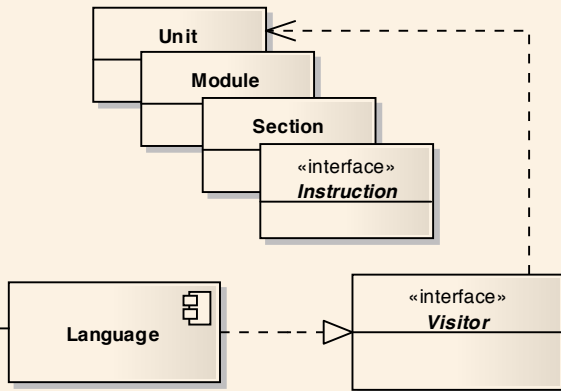 Unit
Module
Section
«interface»
Instruction
Language
«interface»
Visitor